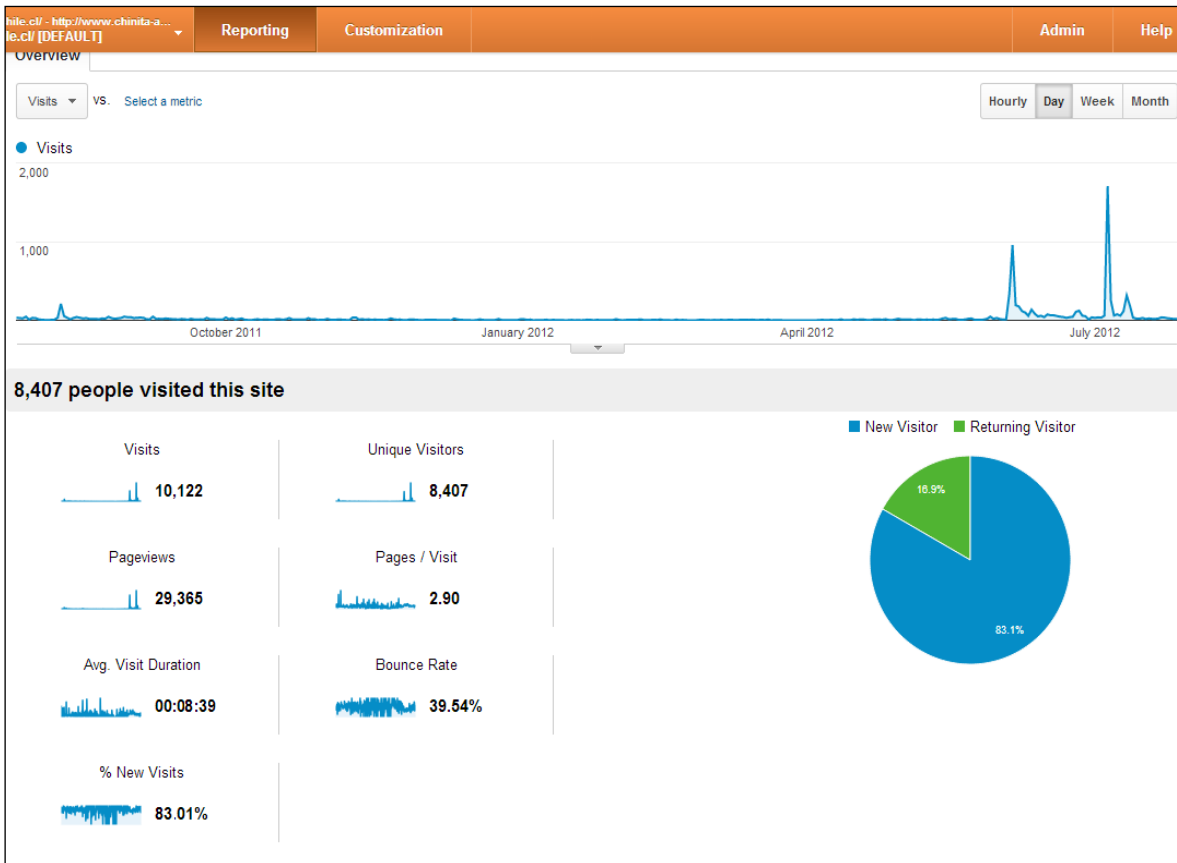 hile.cl/ - http://www.chinita-a...
le.cl/ [DEFAULT]
Reporting
Customization
Admin
Help
Overview
Visits
VS.
Select a metric
Hourly
Day
Week
Month
Visits
2,000
1,000
October 2011
January 2012
April 2012
July 2012
8,407 people visited this site
New Visitor
Returning Visitor
Visits
10,122
Unique Visitors
8,407
Pageviews
29,365
Pages / Visit
2.90
Avg. Visit Duration
00:08:39
Bounce Rate
39.54%
% New Visits
83.01%
16.9%
83.1%